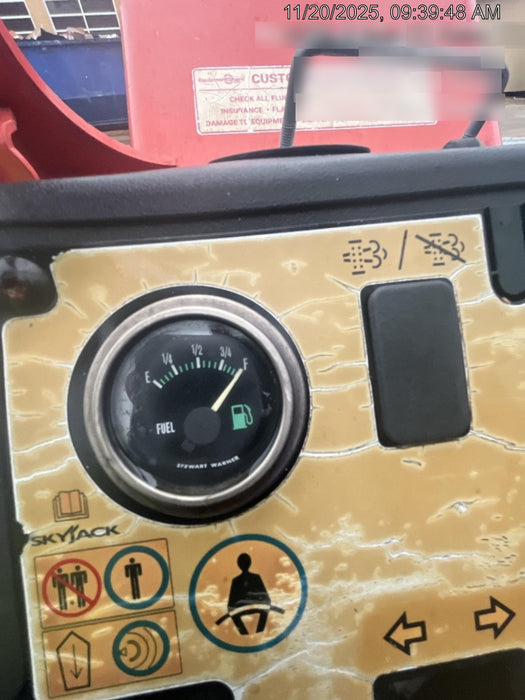 11/20/2025, 09:39:48 AM
CUSTO
CHECK ALL FLU
INSURANCE - FL
DAMAGE TO EQUIPME
E 1/4 1/2 3/4 F
FUEL
STEWART WARNER
SKYJACK